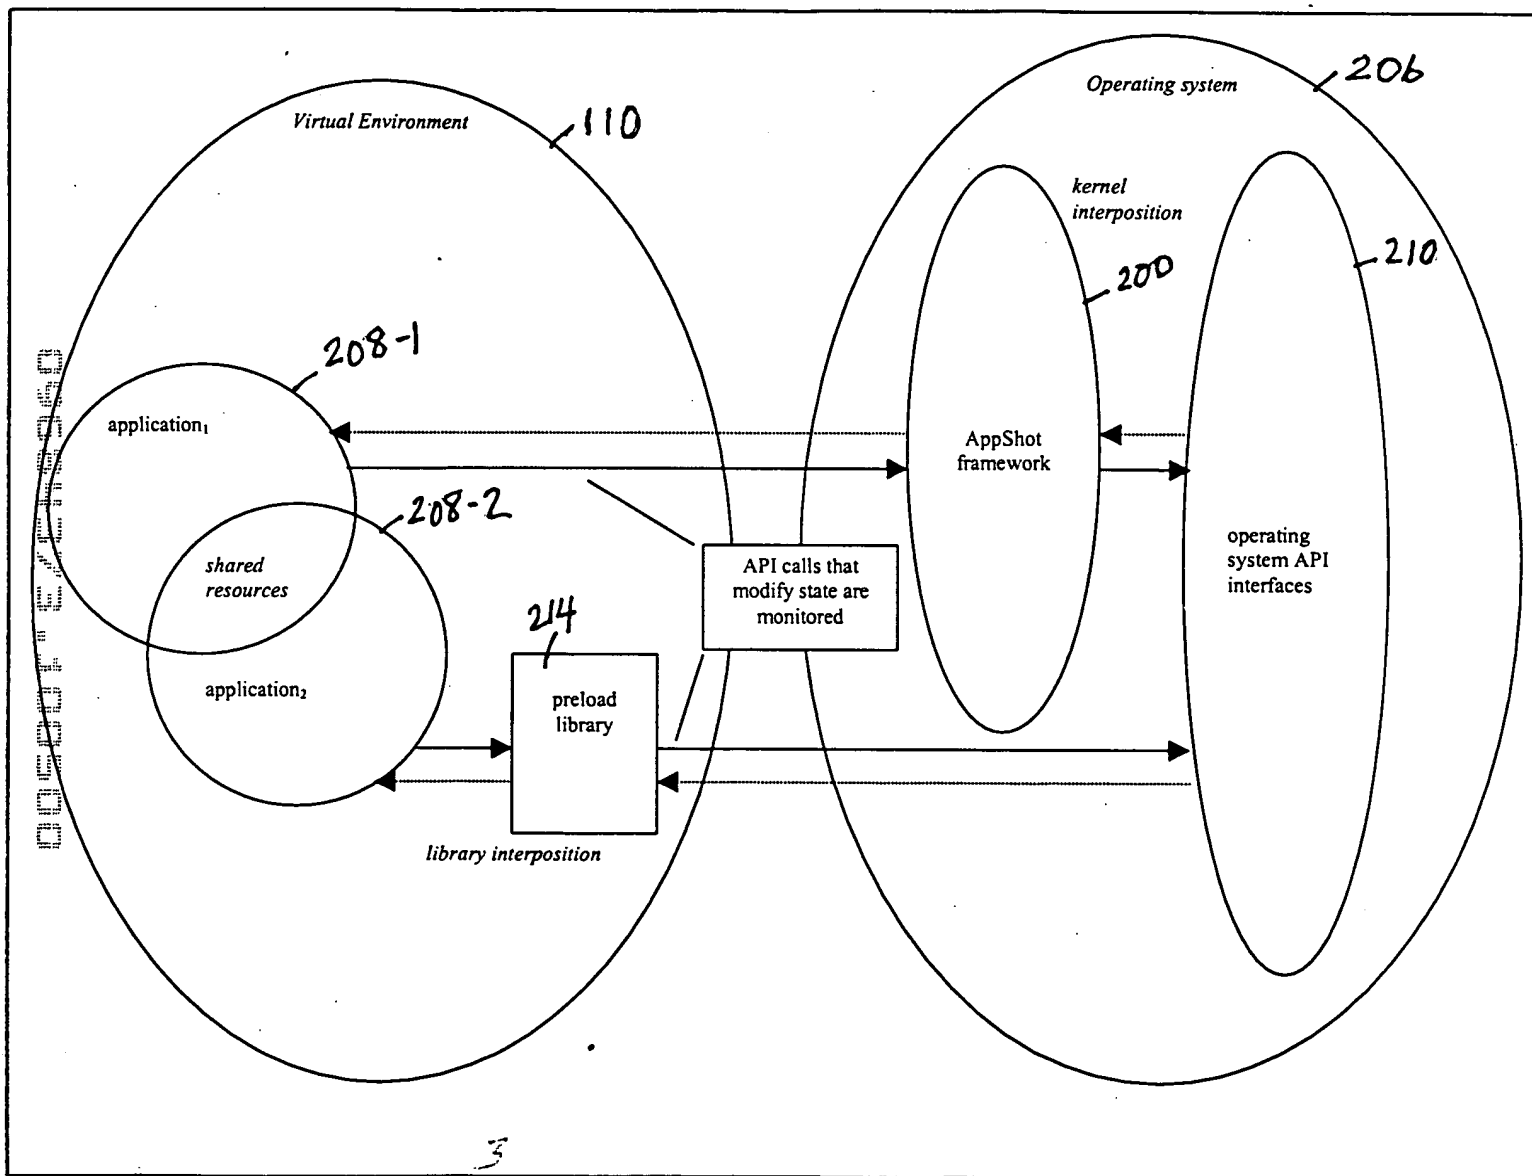 Operating system
206
Virtual Environment
110
kernel
interposition
200
210
208-1
application₁
AppShot
framework
208-2
shared
resources
API calls that
modify state are
monitored
operating
system API
interfaces
214
application₂
preload
library
library interposition
3